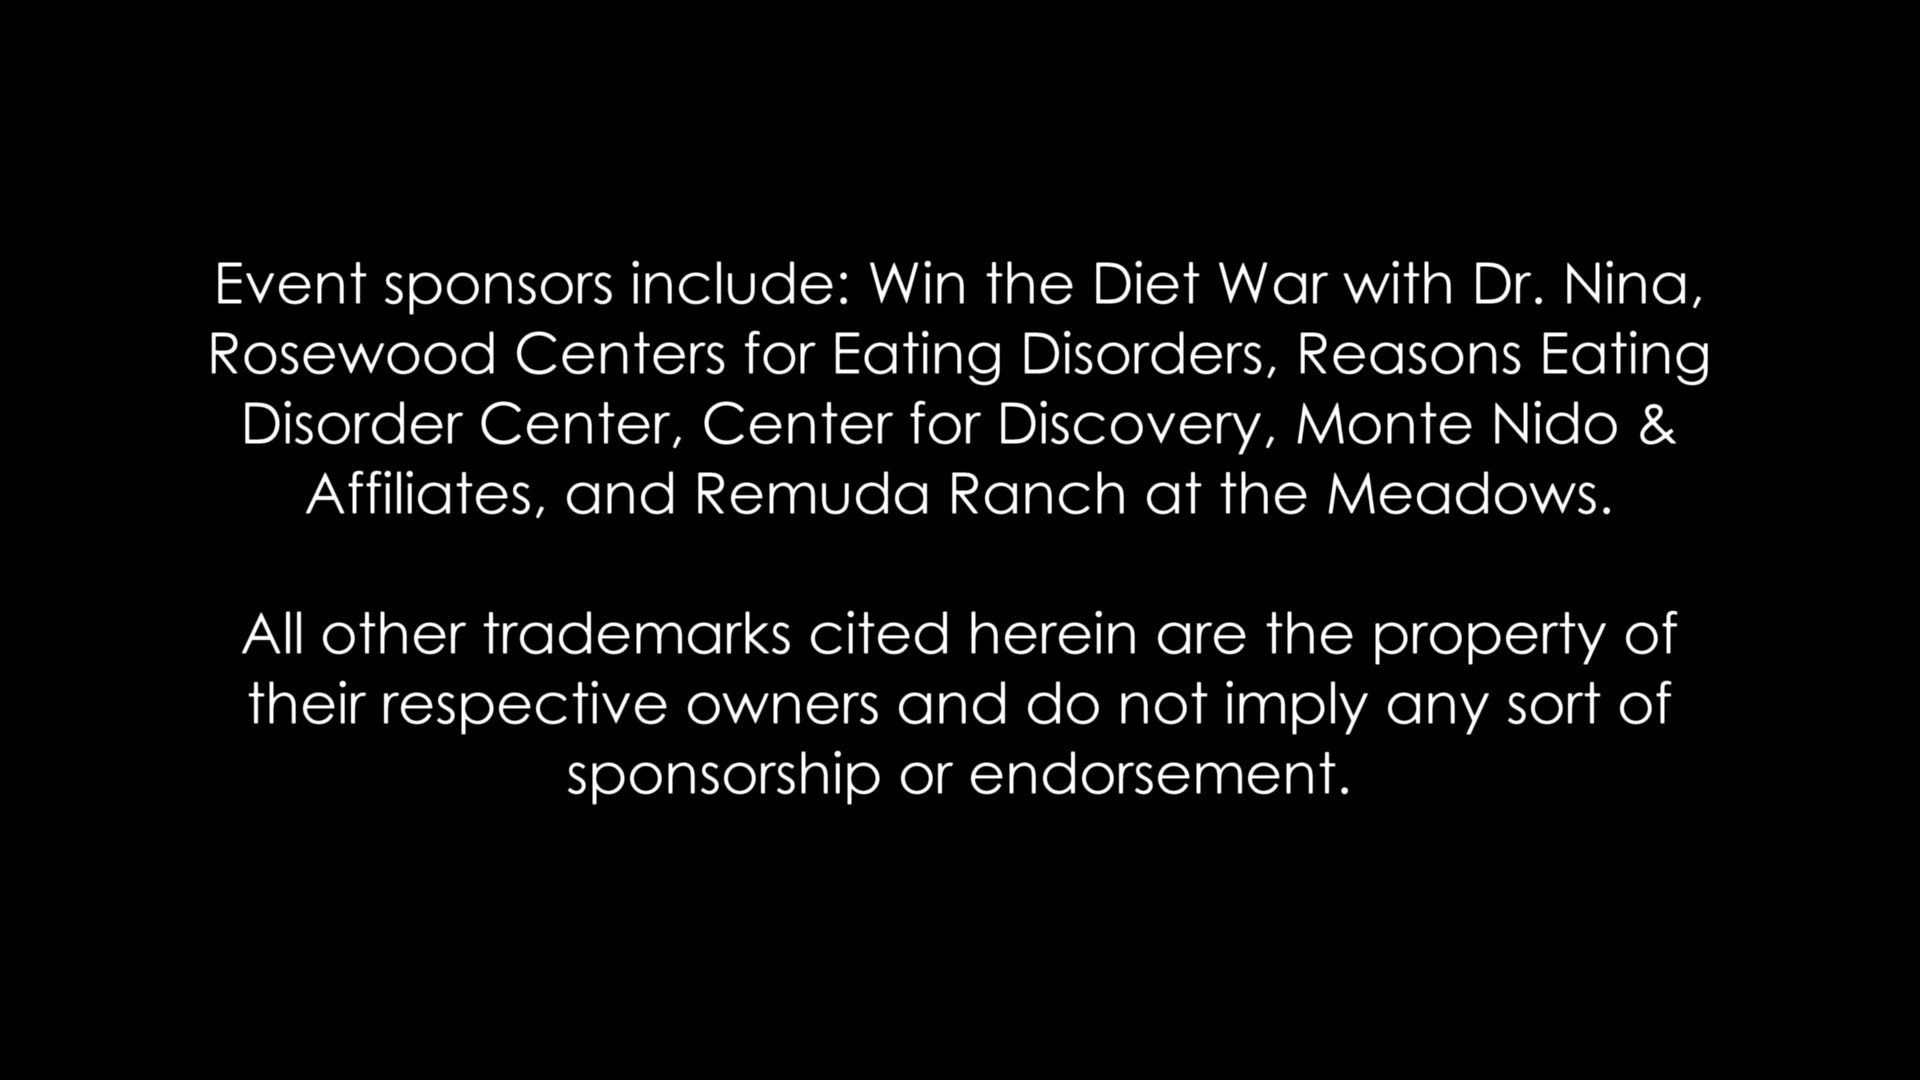 Event sponsors include: Win the Diet War with Dr. Nina,
Rosewood Centers for Eating Disorders, Reasons Eating
Disorder Center, Center for Discovery, Monte Nido &
Affiliates, and Remuda Ranch at the Meadows.
All other trademarks cited herein are the property of
their respective owners and do not imply any sort of
sponsorship or endorsement.